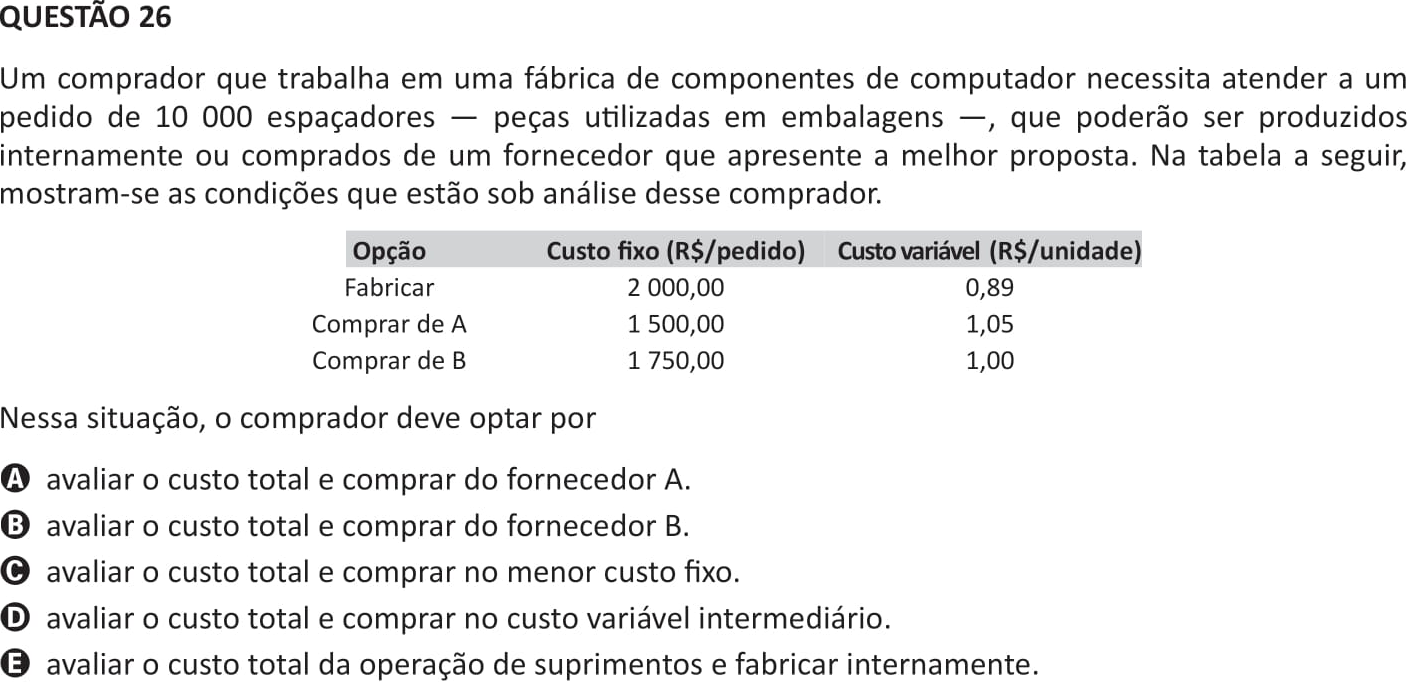 QUESTÃO 26
Um comprador que trabalha em uma fábrica de componentes de computador necessita atender a um
pedido de 10 000 espaçadores — peças utilizadas em embalagens —, que poderão ser produzidos
internamente ou comprados de um fornecedor que apresente a melhor proposta. Na tabela a seguir,
mostram-se as condições que estão sob análise desse comprador.
Opção Custo fixo (R$/pedido) Custo variável (R$/unidade)
Fabricar 2 000,00 0,89
Comprar de A 1 500,00 1,05
Comprar de B 1 750,00 1,00
Nessa situação, o comprador deve optar por
A avaliar o custo total e comprar do fornecedor A.
B avaliar o custo total e comprar do fornecedor B.
C avaliar o custo total e comprar no menor custo fixo.
D avaliar o custo total e comprar no custo variável intermediário.
E avaliar o custo total da operação de suprimentos e fabricar internamente.